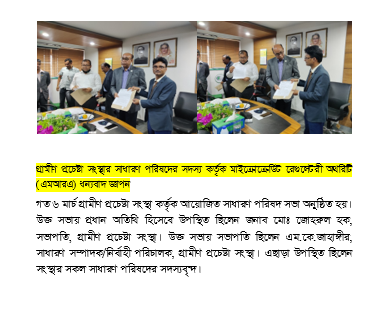 গ্রামীণ প্রচেষ্টা সংস্থার সাধারণ পরিষদের সদস্য কর্তৃক মাইক্রোক্রেডিট রেগুলেটরী অথরিটি
(এমআরএ) ধন্যবাদ জ্ঞাপন
গত ৬ মার্চ গ্রামীণ প্রচেষ্টা সংস্থা কর্তৃক আয়োজিত সাধারণ পরিষদ সভা অনুষ্ঠিত হয়।
উক্ত সভায় প্রধান অতিথি হিসেবে উপস্থিত ছিলেন জনাব মোঃ জোহরুল হক,
সভাপতি, গ্রামীণ প্রচেষ্টা সংস্থা। উক্ত সভায় সভাপতি ছিলেন এম.কে.জাহাঙ্গীর,
সাধারণ সম্পাদক/নির্বাহী পরিচালক, গ্রামীণ প্রচেষ্টা সংস্থা। এছাড়া উপস্থিত ছিলেন
সংস্থার সকল সাধারণ পরিষদের সদস্যবৃন্দ।